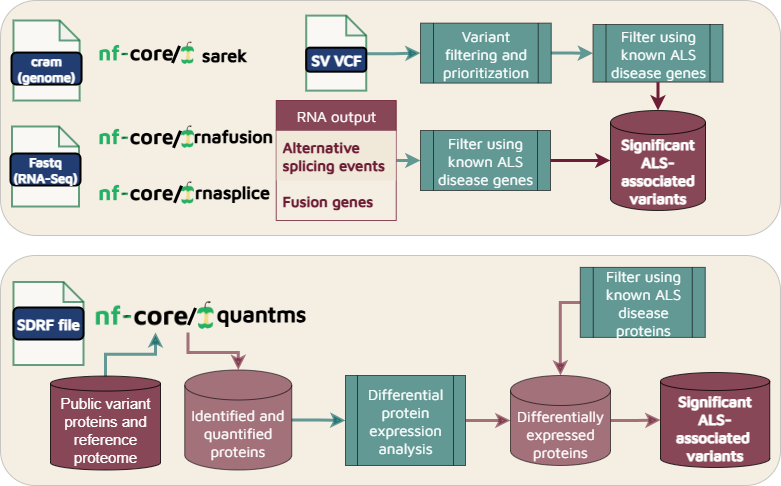 cram
(genome)
nf-core/ sarek
SV VCF
Variant
filtering and
prioritization
Filter using
known ALS
disease genes
Fastq
(RNA-Seq)
nf-core/rnafusion
nf-core/rnasplice
RNA output
Alternative
splicing events
Fusion genes
Filter using
known ALS
disease genes
Significant
ALS-
associated
variants
SDRF file
nf-core/quantms
Public variant
proteins and
reference
proteome
Identified and
quantified
proteins
Differential
protein
expression
analysis
Filter using
known ALS
disease
proteins
Differentially
expressed
proteins
Significant
ALS-
associated
variants